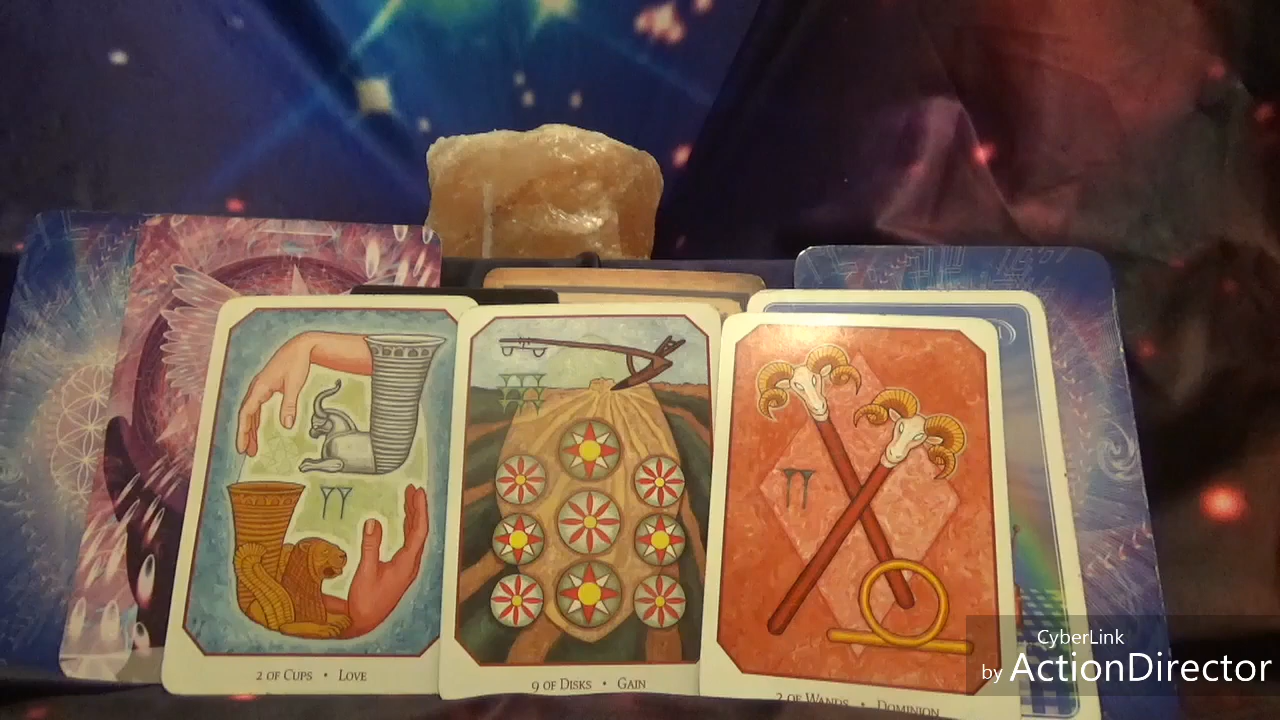 2 of Cups • Love
9 of Disks • Gain
2 of Wands • Dominion
CyberLink
by ActionDirector